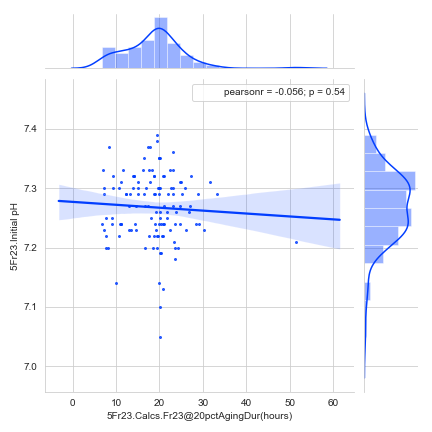 pearsonr = -0.056; p = 0.54
7.4
7.3
7.2
7.1
7.0
5Fr23.Initial pH
0 10 20 30 40 50 60
5Fr23.Calcs.Fr23@20pctAgingDur(hours)